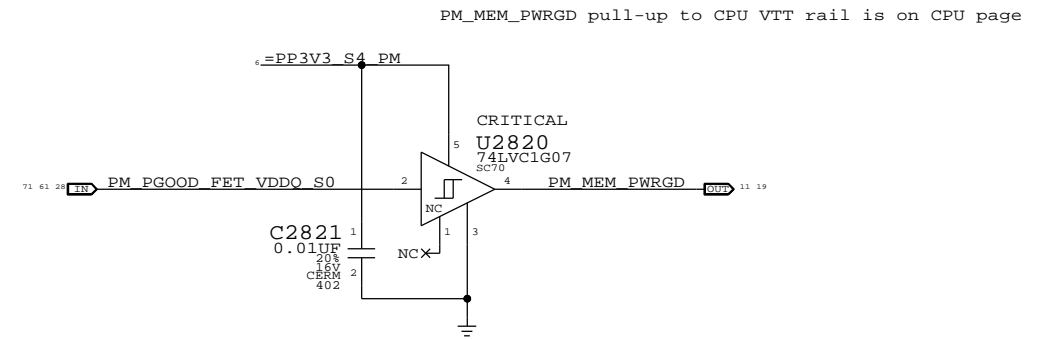 PM_MEM_PWRGD pull-up to CPU VTT rail is on CPU page
6 =PP3V3_S4_PM
CRITICAL
5 U2820
74LVC1G07
SC70
71 61 28 IN PM_PGOOD_FET_VDDQ_S0 2 4 PM_MEM_PWRGD OUT 11 19
NC
C2821 1 1 3
0.01UF NC
20%
16V 2
CERM
402